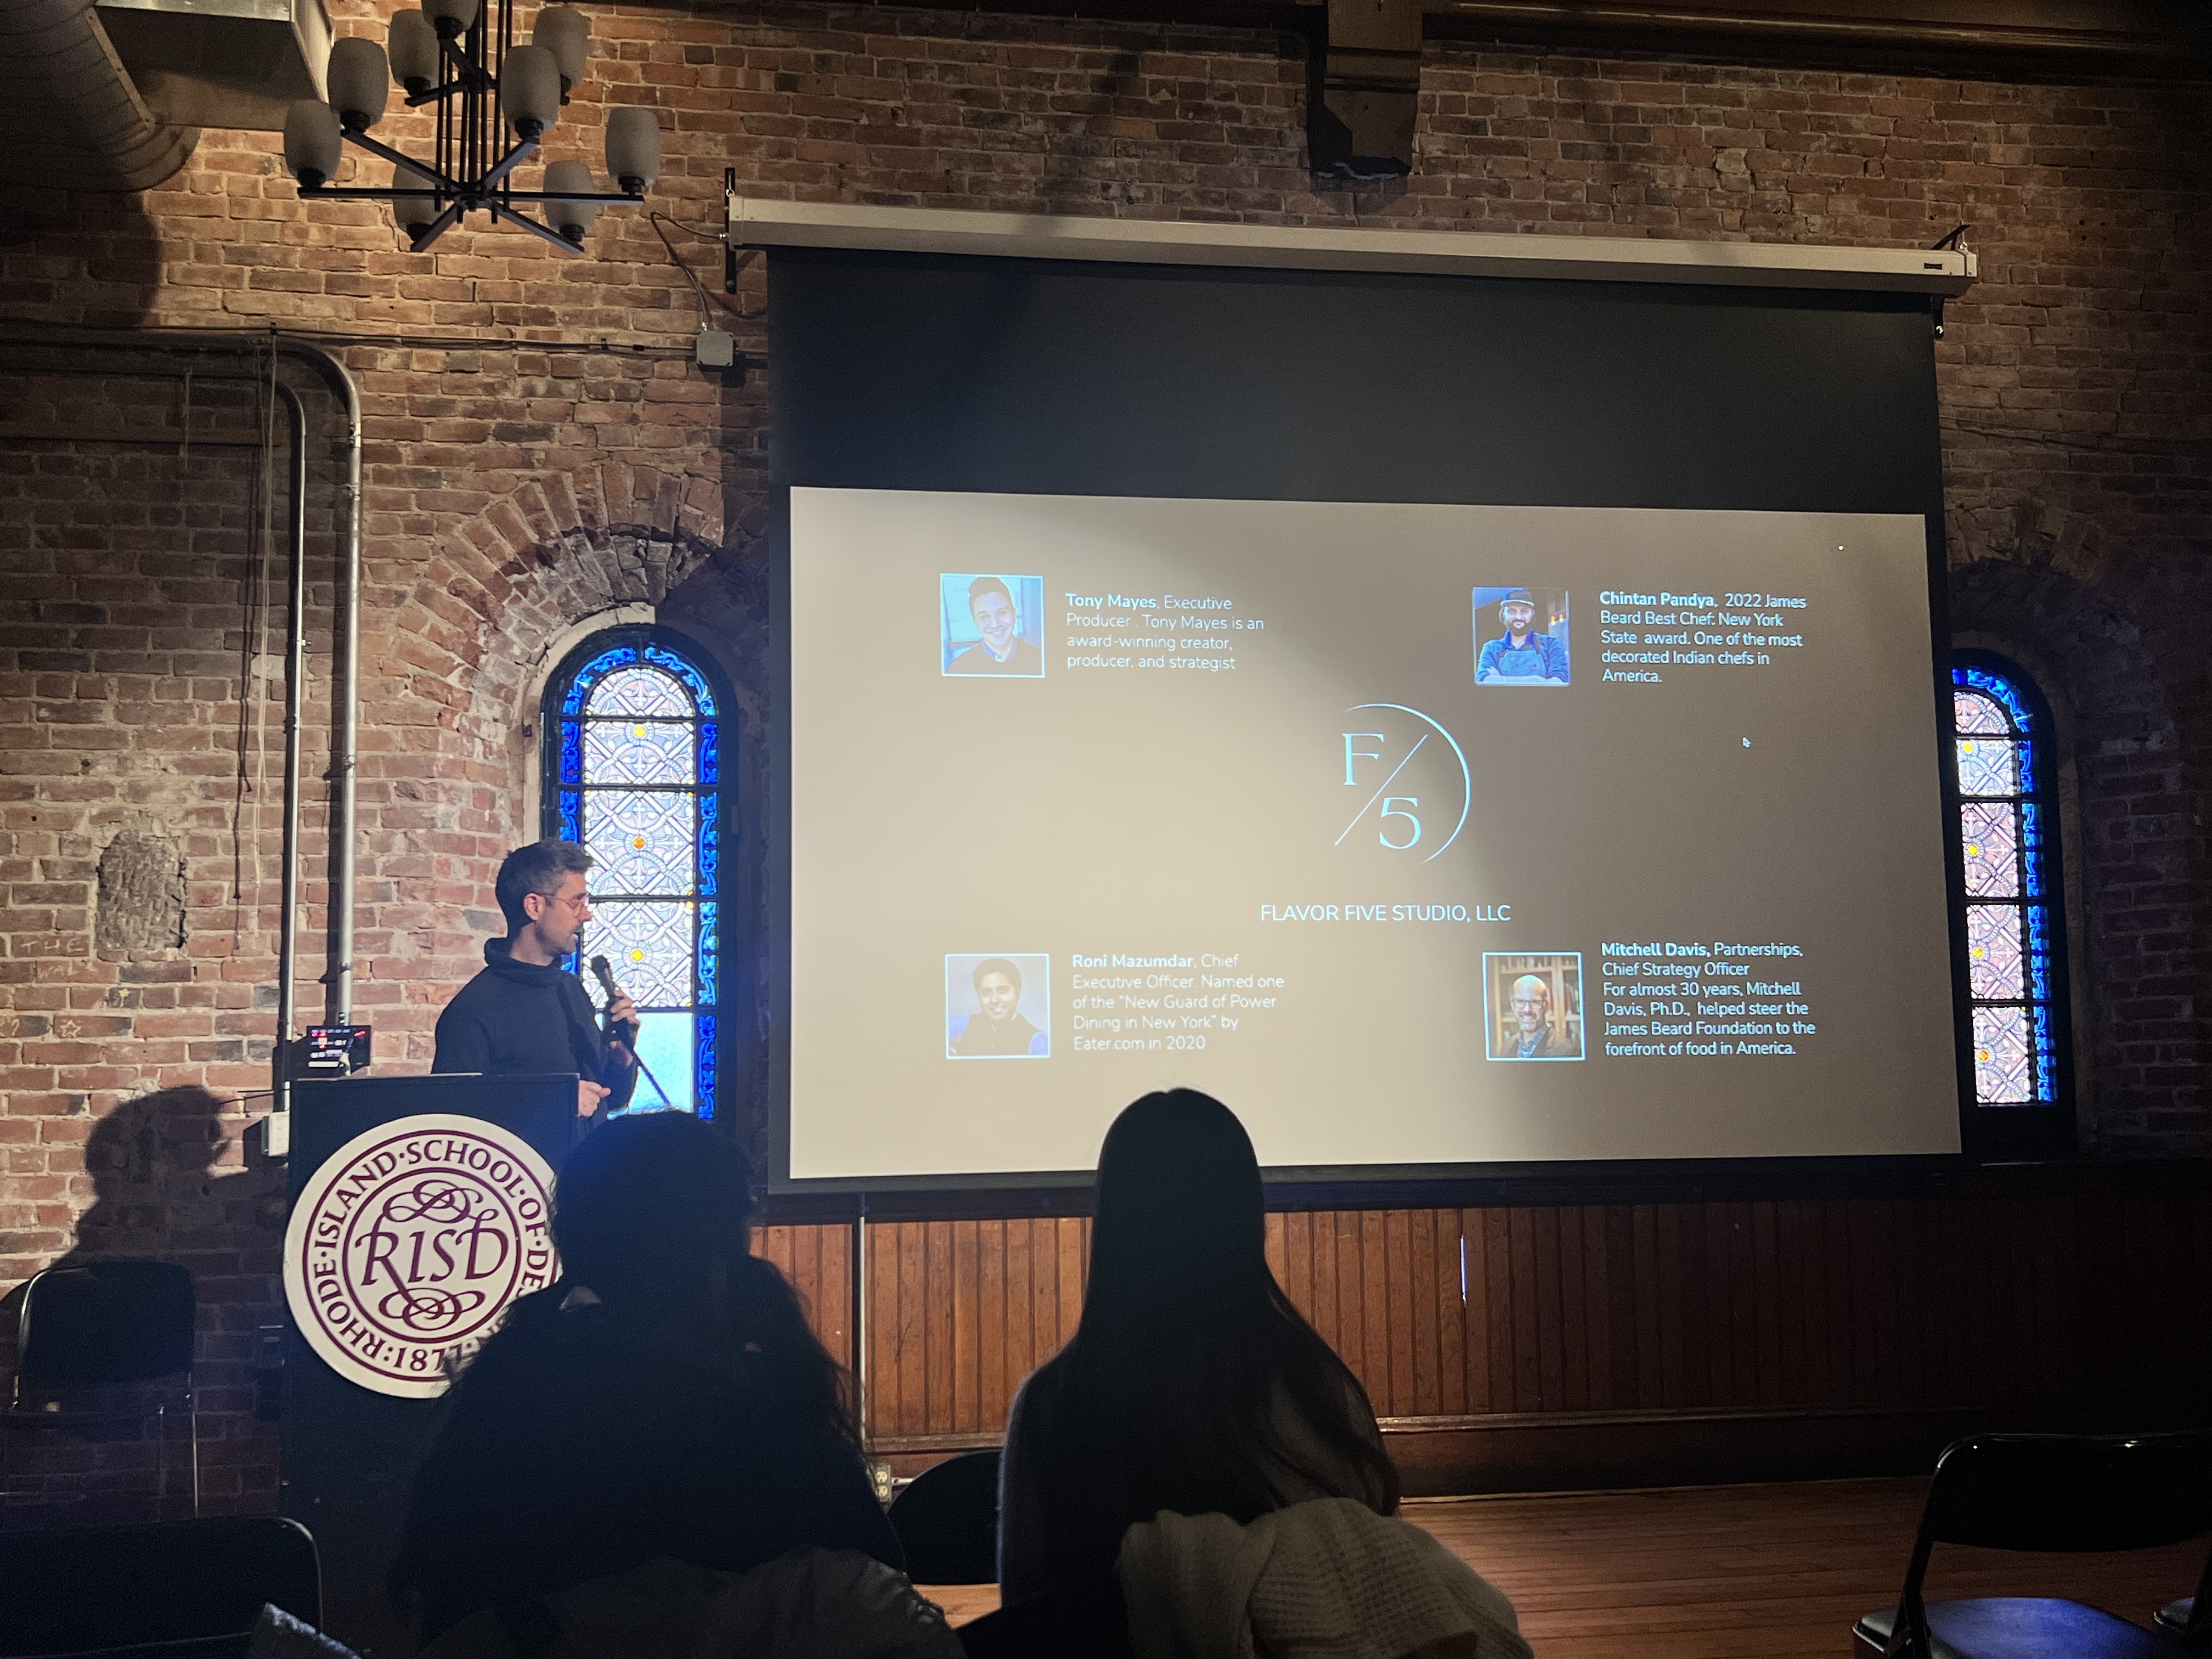 Tony Mayes, Executive
Producer . Tony Mayes is an
award-winning creator,
producer, and strategist
Chintan Pandya, 2022 James
Beard Best Chef: New York
State award. One of the most
decorated Indian chefs in
America.
F/5
FLAVOR FIVE STUDIO, LLC
Roni Mazumdar, Chief
Executive Officer. Named one
of the "New Guard of Power
Dining in New York" by
Eater.com in 2020
Mitchell Davis, Partnerships,
Chief Strategy Officer
For almost 30 years, Mitchell
Davis, Ph.D., helped steer the
James Beard Foundation to the
forefront of food in America.
THE
RHODE·ISLAND·SCHOOL·OF·DE
RISD